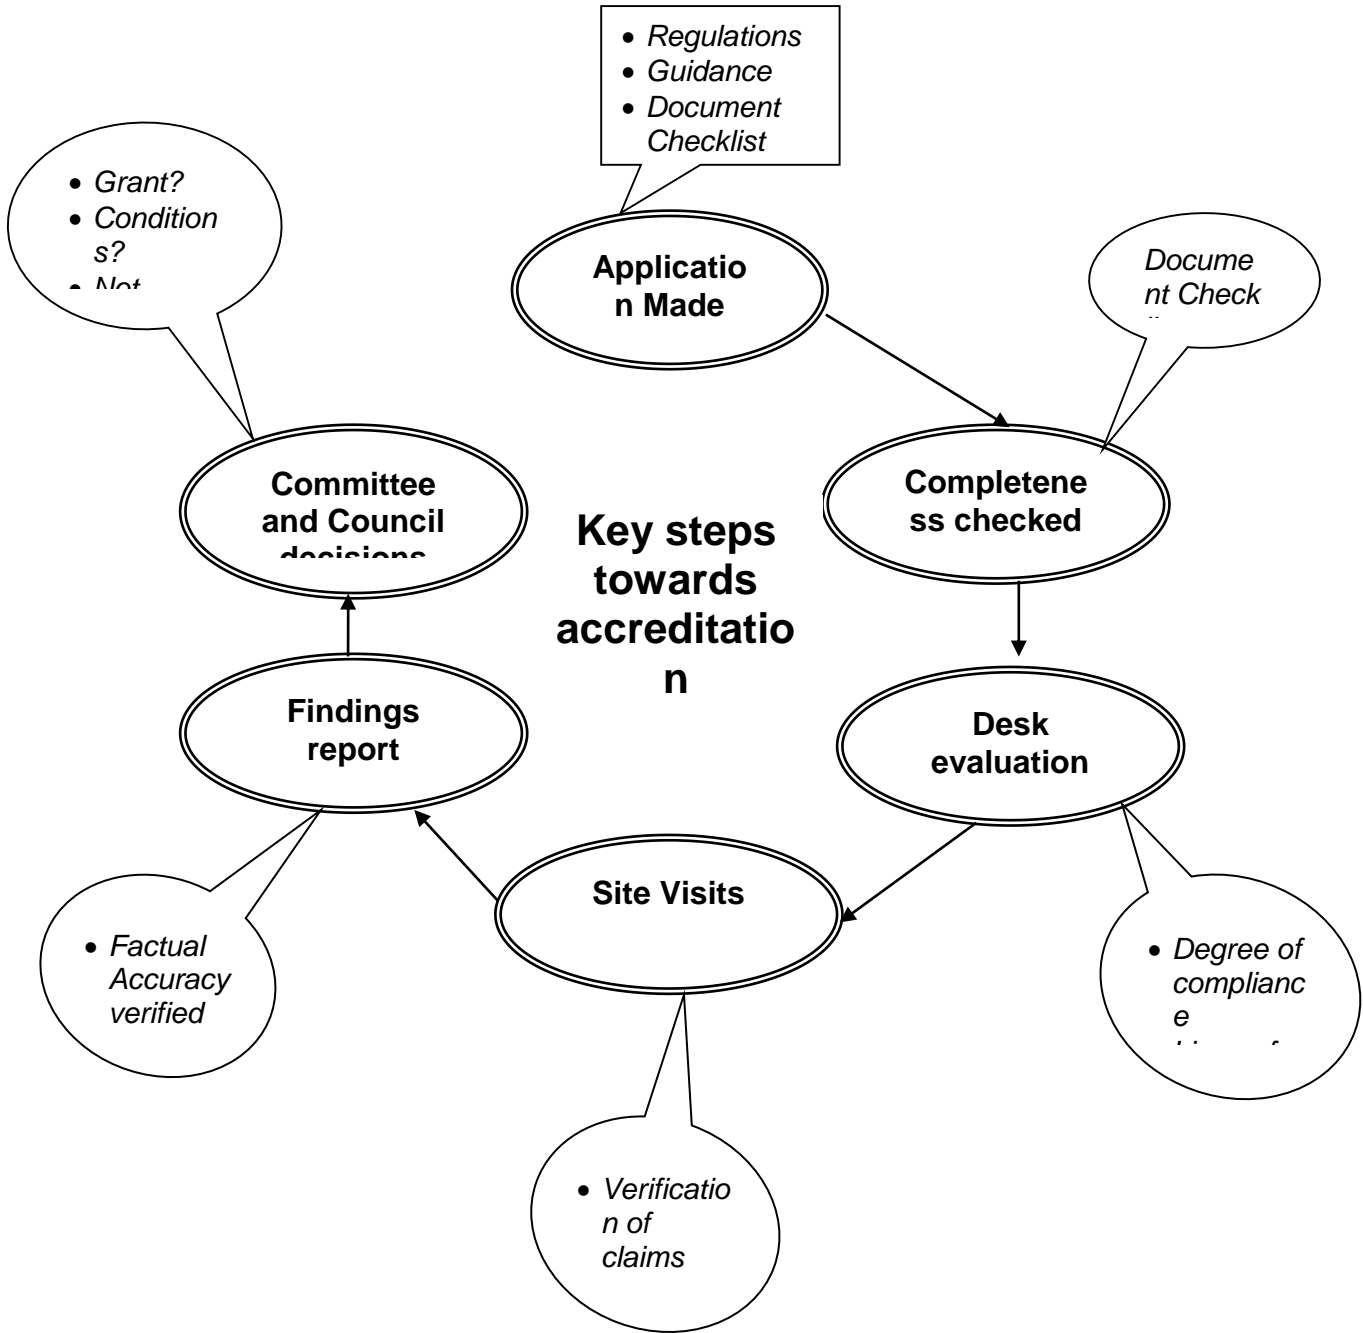 • Regulations
• Guidance
• Document
Checklist
• Grant?
• Condition
s?
Applicatio
n Made
Docume
nt Check
Committee
and Council
decisions
Key steps
towards
accreditatio
n
Completene
ss checked
Findings
report
Desk
evaluation
Site Visits
• Factual
Accuracy
verified
• Degree of
complianc
e
• Verificatio
n of
claims